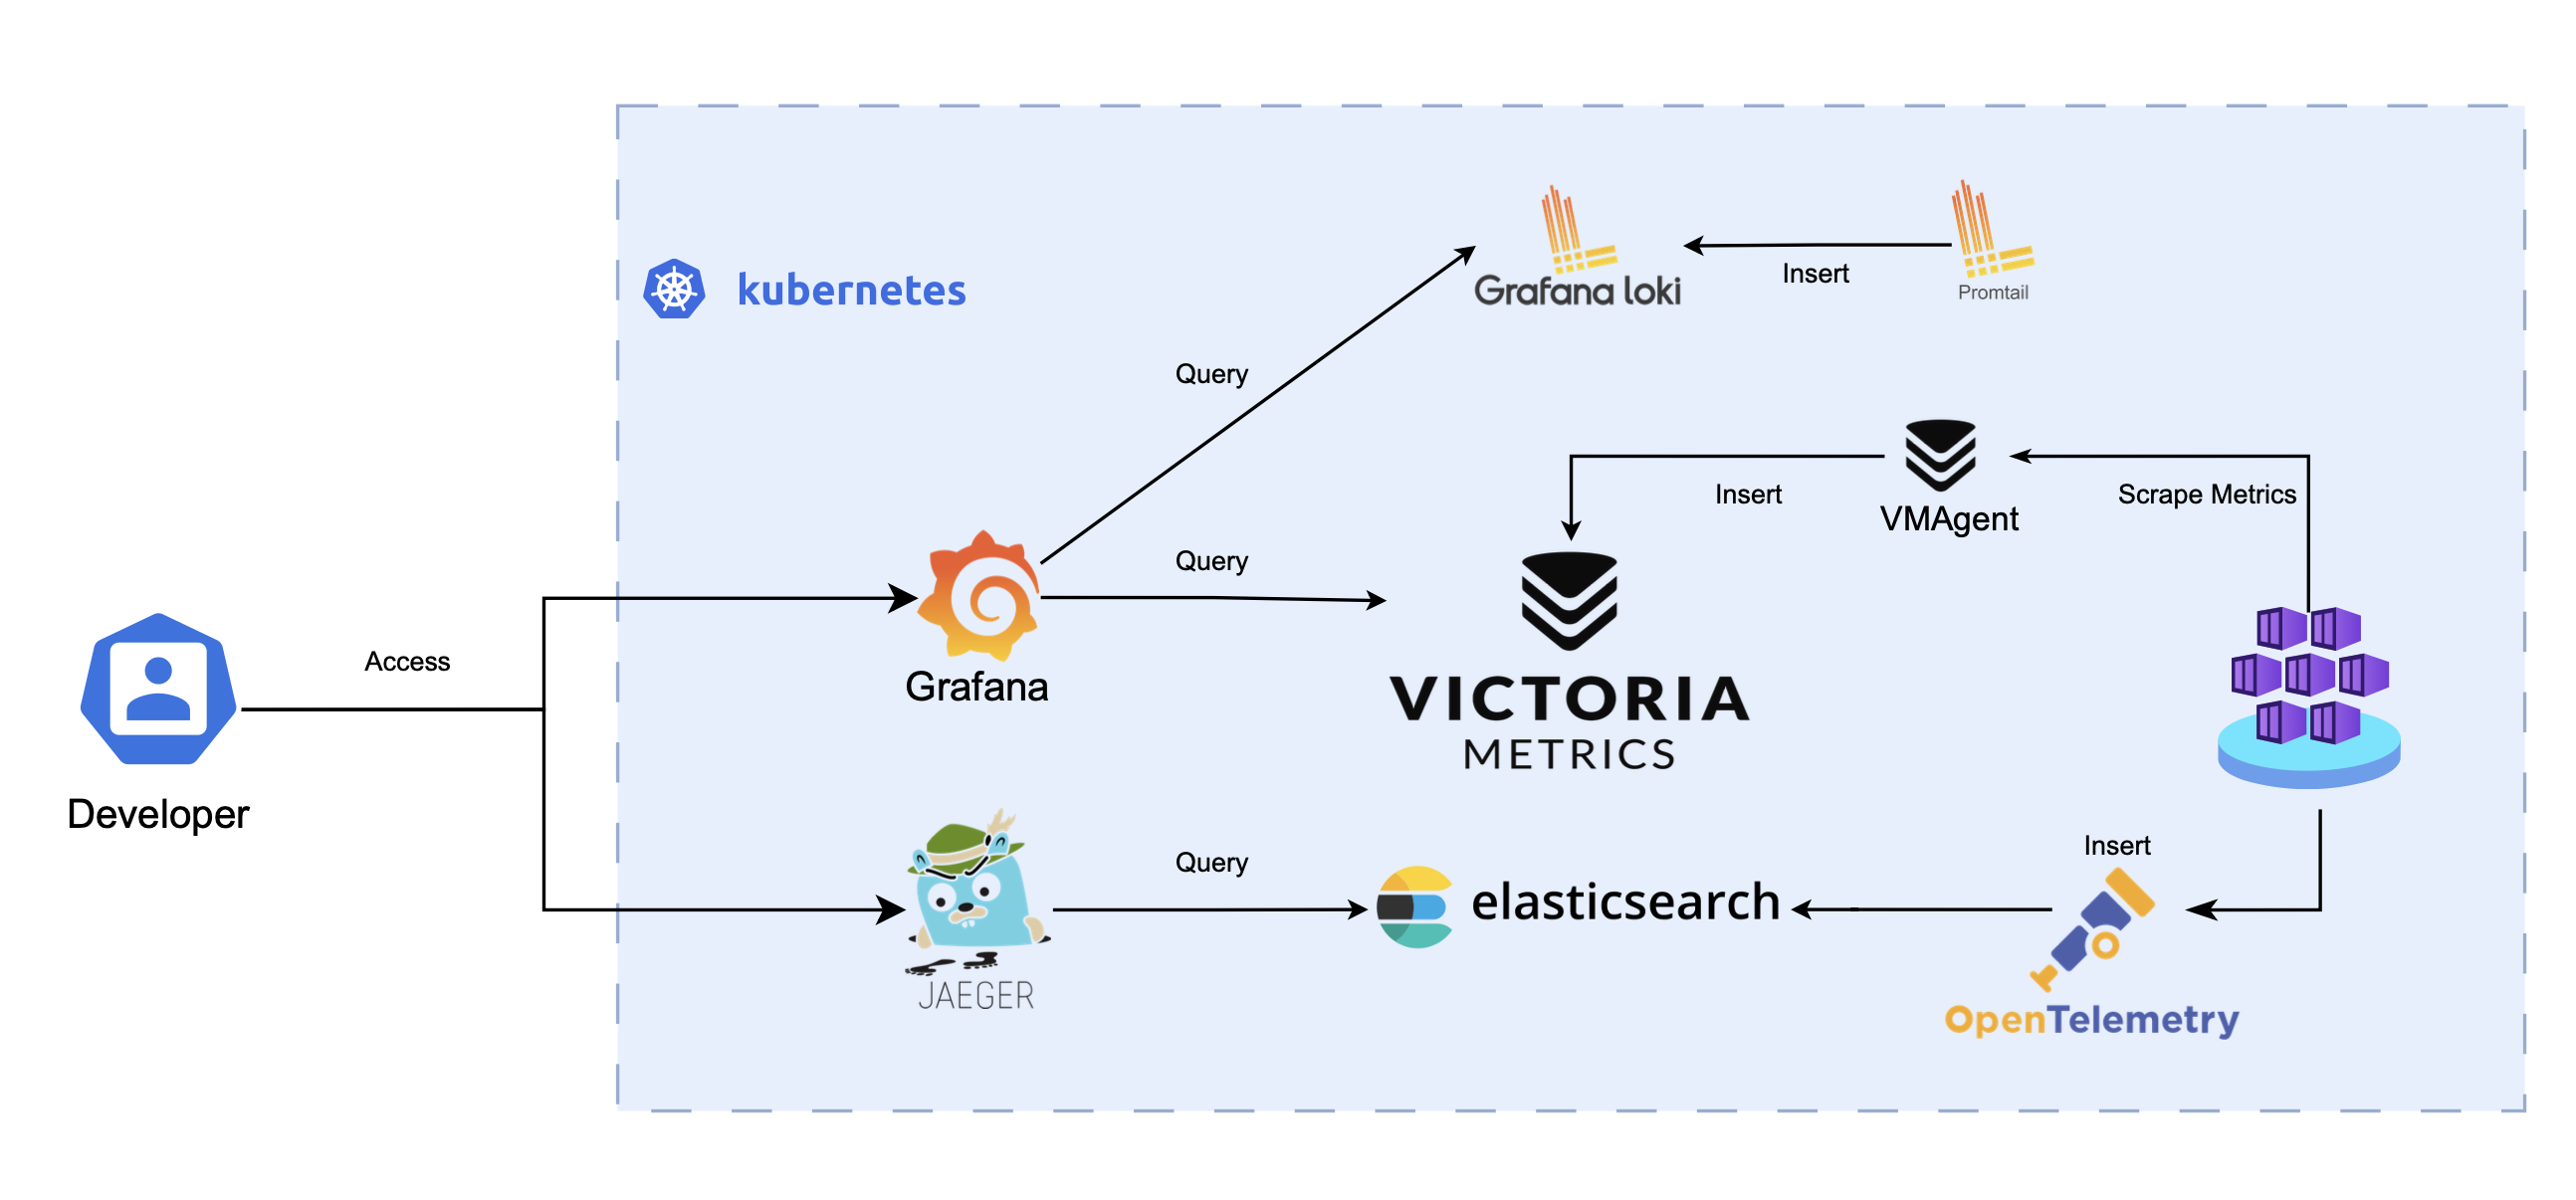 kubernetes
Grafana loki
Insert
Promtail
Query
Insert
VMAgent
Scrape Metrics
Access
Query
Grafana
VICTORIA
METRICS
Developer
Query
elasticsearch
Insert
JAEGER
OpenTelemetry